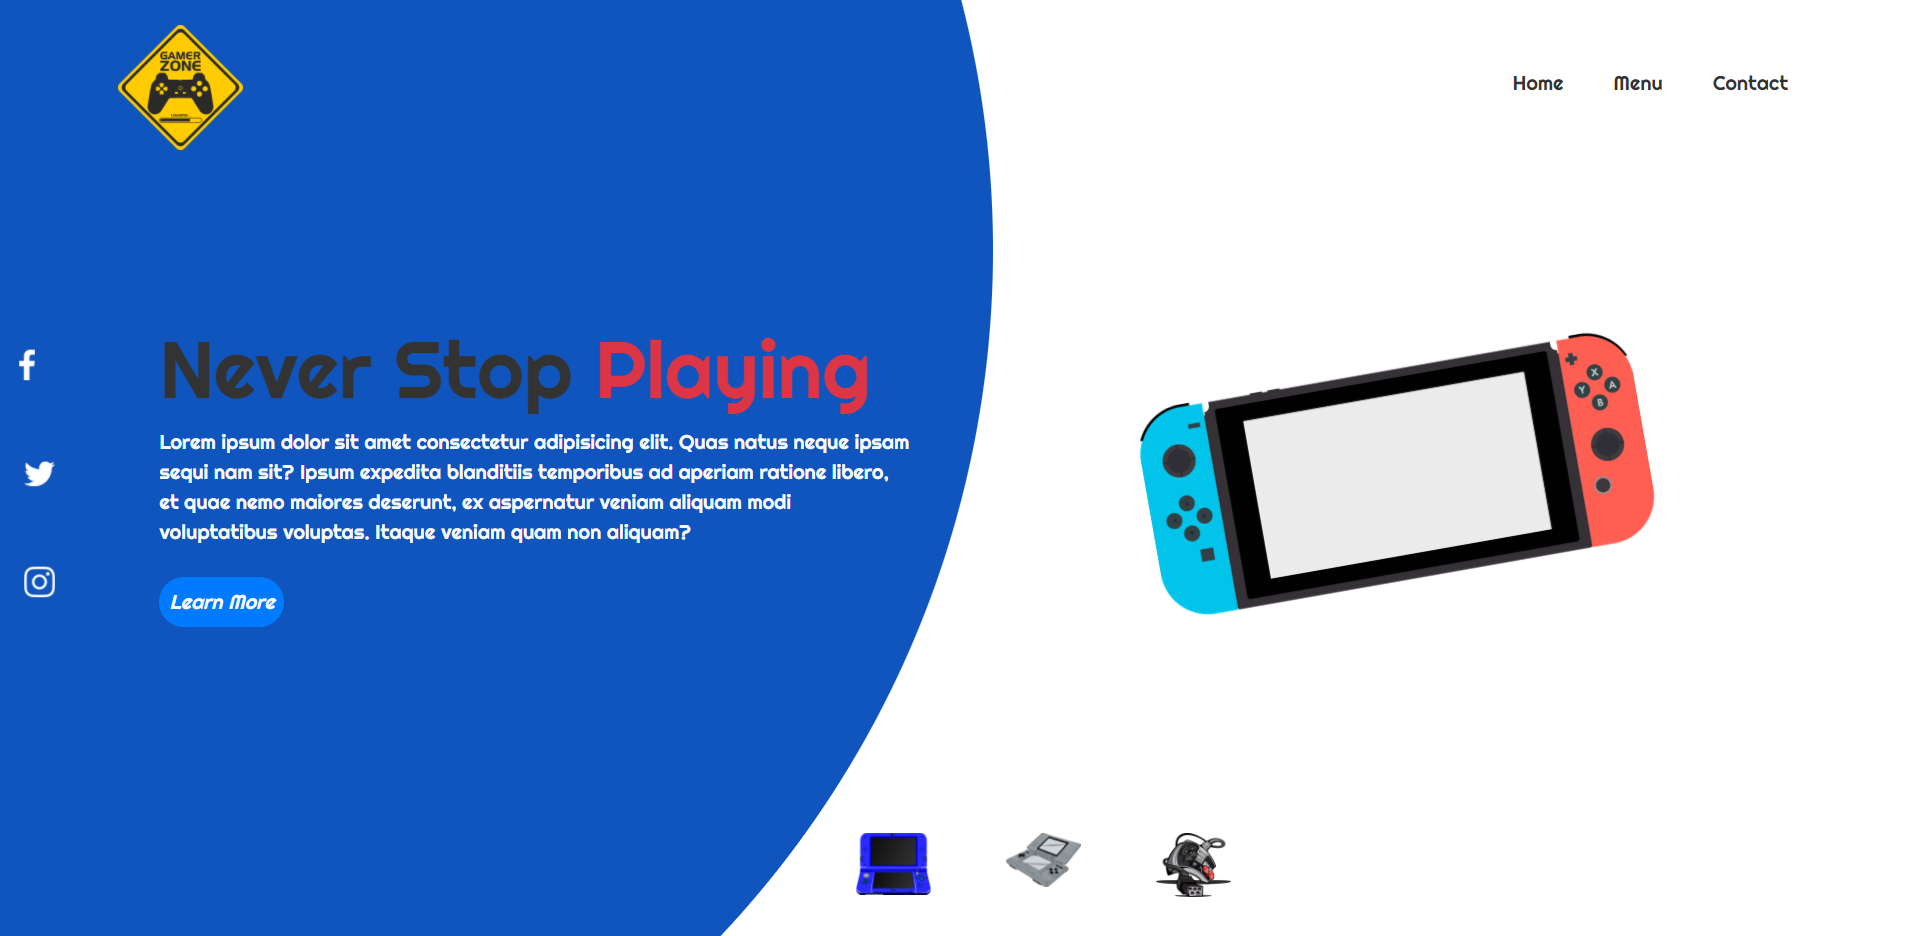 GAMER
ZONE
Home Menu Contact
Never Stop Playing
Lorem ipsum dolor sit amet consectetur adipisicing elit. Quas natus neque ipsam
sequi nam sit? Ipsum expedita blanditiis temporibus ad aperiam ratione libero,
et quae nemo maiores deserunt, ex aspernatur veniam aliquam modi
voluptatibus voluptas. Itaque veniam quam non aliquam?
Learn More
X
Y A
B